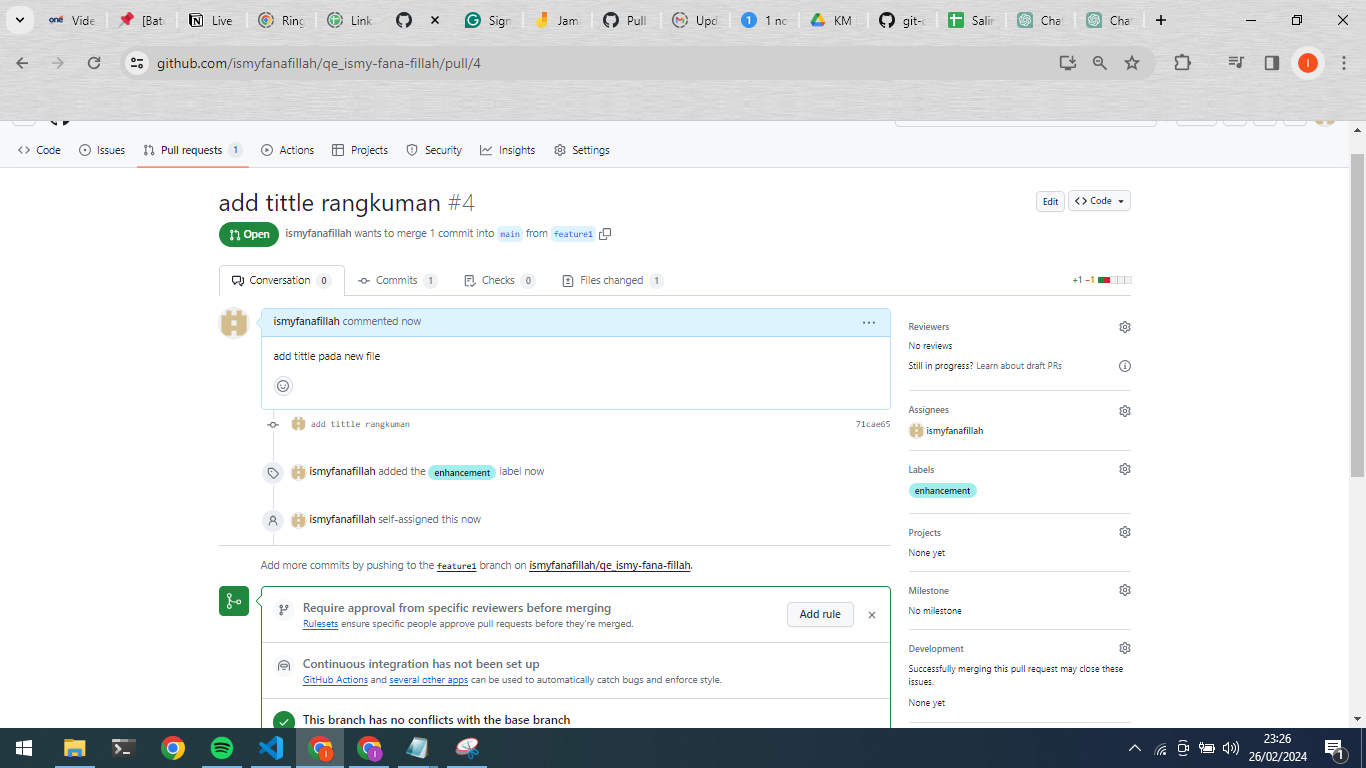 Vide
[Bat
Live
Ring
Link
Sign
Jam
Pull
Upd
1 no
KM
git-c
Salin
Cha
Cha
github.com/ismyfanafillah/qe_ismy-fana-fillah/pull/4
I
Code
Issues
Pull requests 1
Actions
Projects
Security
Insights
Settings
add tittle rangkuman #4
Edit
Code
Open
ismyfanafillah wants to merge 1 commit into main from feature1
Conversation 0
Commits 1
Checks 0
Files changed 1
+1 −1
ismyfanafillah commented now
add tittle pada new file
add tittle rangkuman
71cae65
ismyfanafillah added the enhancement label now
ismyfanafillah self-assigned this now
Add more commits by pushing to the feature1 branch on ismyfanafillah/qe_ismy-fana-fillah.
Require approval from specific reviewers before merging
Rulesets ensure specific people approve pull requests before they're merged.
Add rule
Continuous integration has not been set up
GitHub Actions and several other apps can be used to automatically catch bugs and enforce style.
This branch has no conflicts with the base branch
Reviewers
No reviews
Still in progress? Learn about draft PRs
Assignees
ismyfanafillah
Labels
enhancement
Projects
None yet
Milestone
No milestone
Development
Successfully merging this pull request may close these
issues.
None yet
23:26
26/02/2024
1